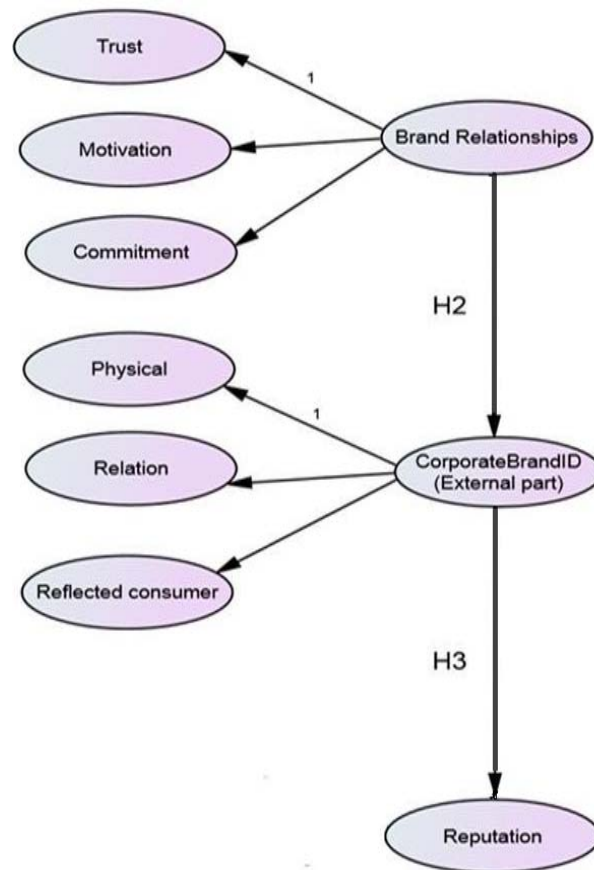 Trust
1
Brand Relationships
Motivation
Commitment
H2
Physical
1
CorporateBrandID
(External part)
Relation
Reflected consumer
H3
Reputation